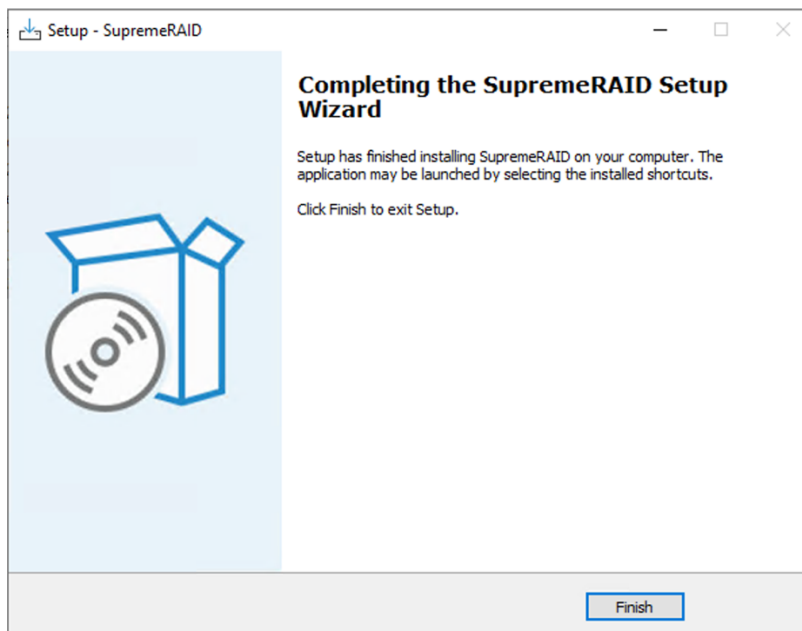 Setup - SupremeRAID
Completing the SupremeRAID Setup
Wizard
Setup has finished installing SupremeRAID on your computer. The
application may be launched by selecting the installed shortcuts.
Click Finish to exit Setup.
Finish